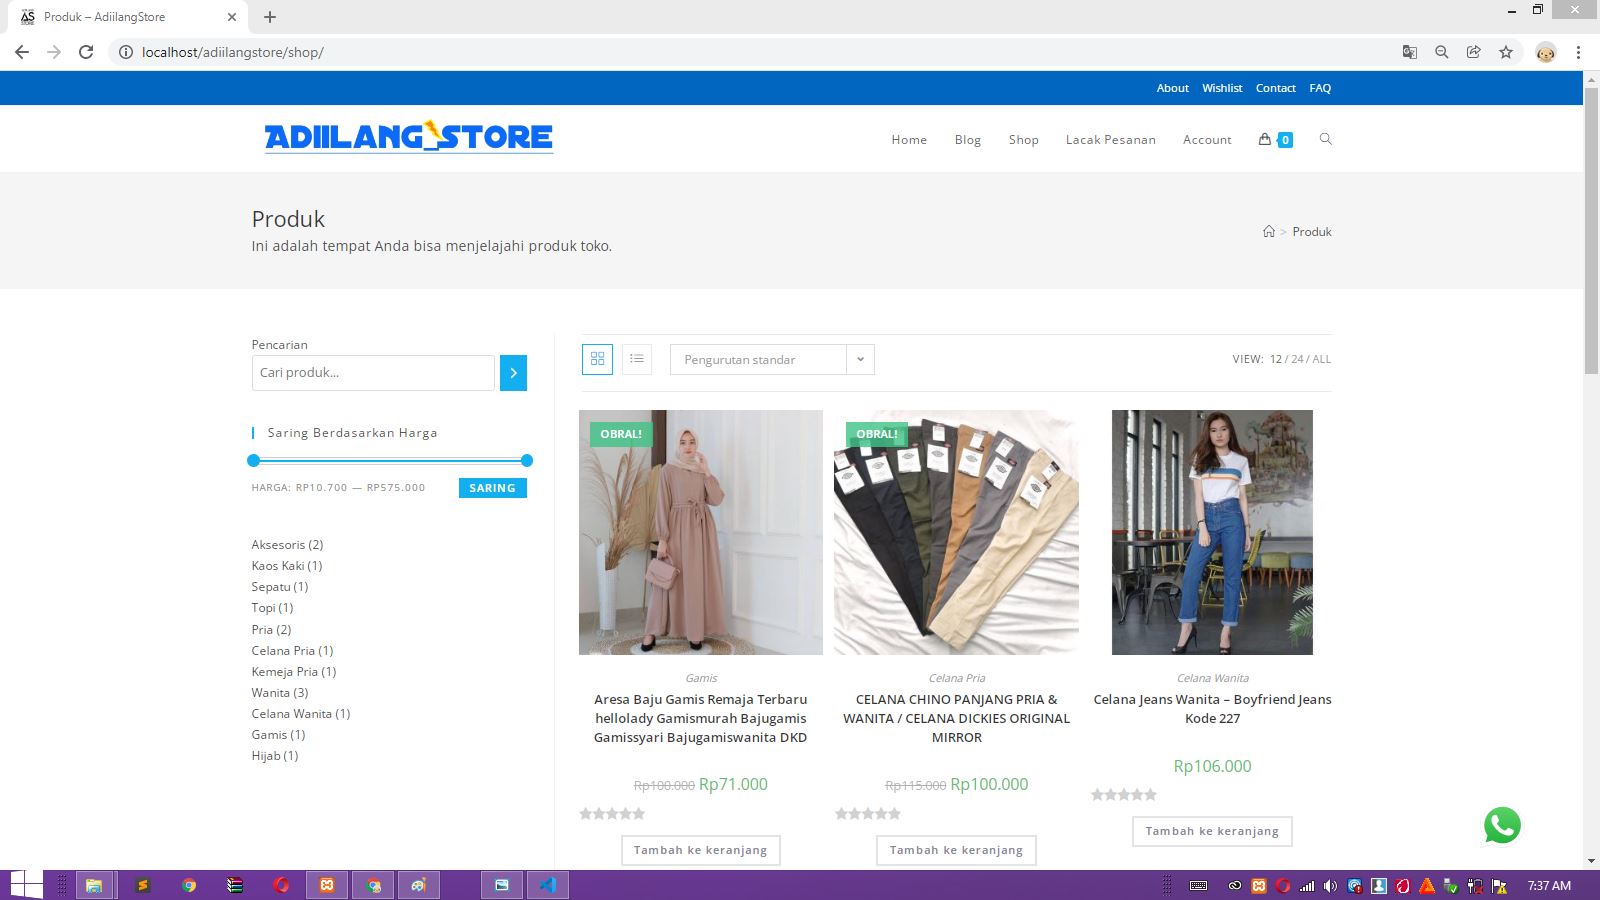 Produk – AdiilangStore
localhost/adiilangstore/shop/
About Wishlist Contact FAQ
ADIILANG_STORE
Home Blog Shop Lacak Pesanan Account 0
Produk
Ini adalah tempat Anda bisa menjelajahi produk toko.
> Produk
Pencarian
Cari produk...
Saring Berdasarkan Harga
HARGA: RP10.700 — RP575.000
SARING
Aksesoris (2)
Kaos Kaki (1)
Sepatu (1)
Topi (1)
Pria (2)
Celana Pria (1)
Kemeja Pria (1)
Wanita (3)
Celana Wanita (1)
Gamis (1)
Hijab (1)
Pengurutan standar
VIEW: 12 / 24 / ALL
OBRAL!
Gamis
Aresa Baju Gamis Remaja Terbaru
hellolady Gamismurah Bajugamis
Gamissyari Bajugamiswanita DKD
Rp100.000 Rp71.000
Tambah ke keranjang
OBRAL!
Celana Pria
CELANA CHINO PANJANG PRIA &
WANITA / CELANA DICKIES ORIGINAL
MIRROR
Rp115.000 Rp100.000
Tambah ke keranjang
Celana Wanita
Celana Jeans Wanita – Boyfriend Jeans
Kode 227
Rp106.000
Tambah ke keranjang
7:37 AM